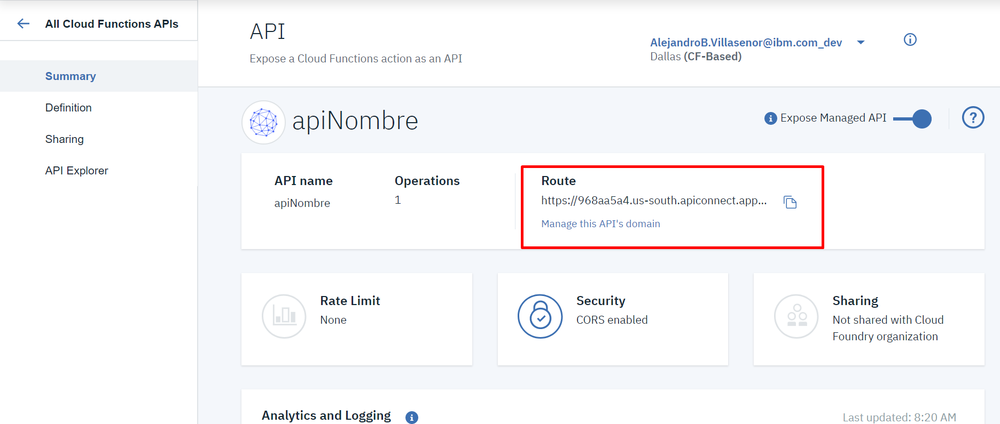 All Cloud Functions APIs
Summary
Definition
Sharing
API Explorer
API
Expose a Cloud Functions action as an API
AlejandroB.Villasenor@ibm.com_dev
Dallas (CF-Based)
apiNombre
Expose Managed API
?
API name
apiNombre
Operations
1
Route
https://968aa5a4.us-south.apiconnect.app...
Manage this API's domain
Rate Limit
None
Security
CORS enabled
Sharing
Not shared with Cloud
Foundry organization
Analytics and Logging
Last updated: 8:20 AM